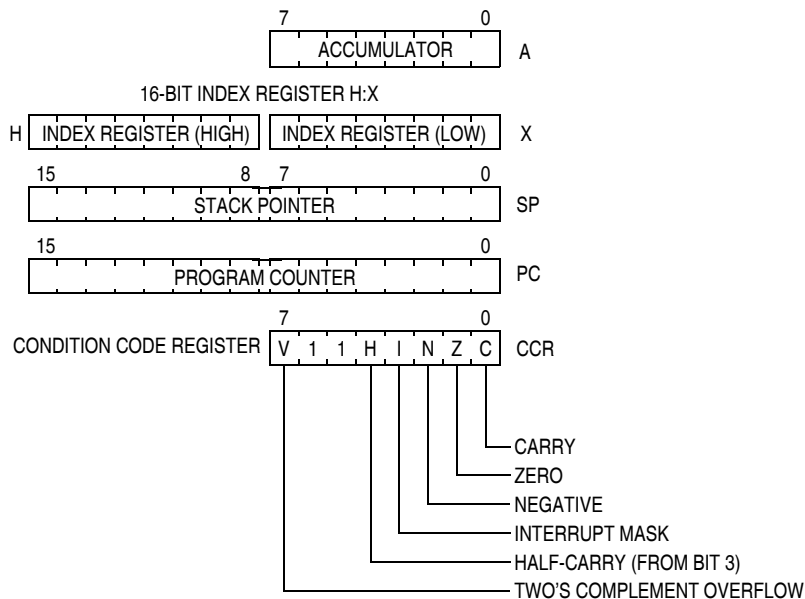 7 0
ACCUMULATOR A
16-BIT INDEX REGISTER H:X
H INDEX REGISTER (HIGH) INDEX REGISTER (LOW) X
15 8 7 0
STACK POINTER SP
15 0
PROGRAM COUNTER PC
7 0
CONDITION CODE REGISTER V 1 1 H I N Z C CCR
CARRY
ZERO
NEGATIVE
INTERRUPT MASK
HALF-CARRY (FROM BIT 3)
TWO'S COMPLEMENT OVERFLOW